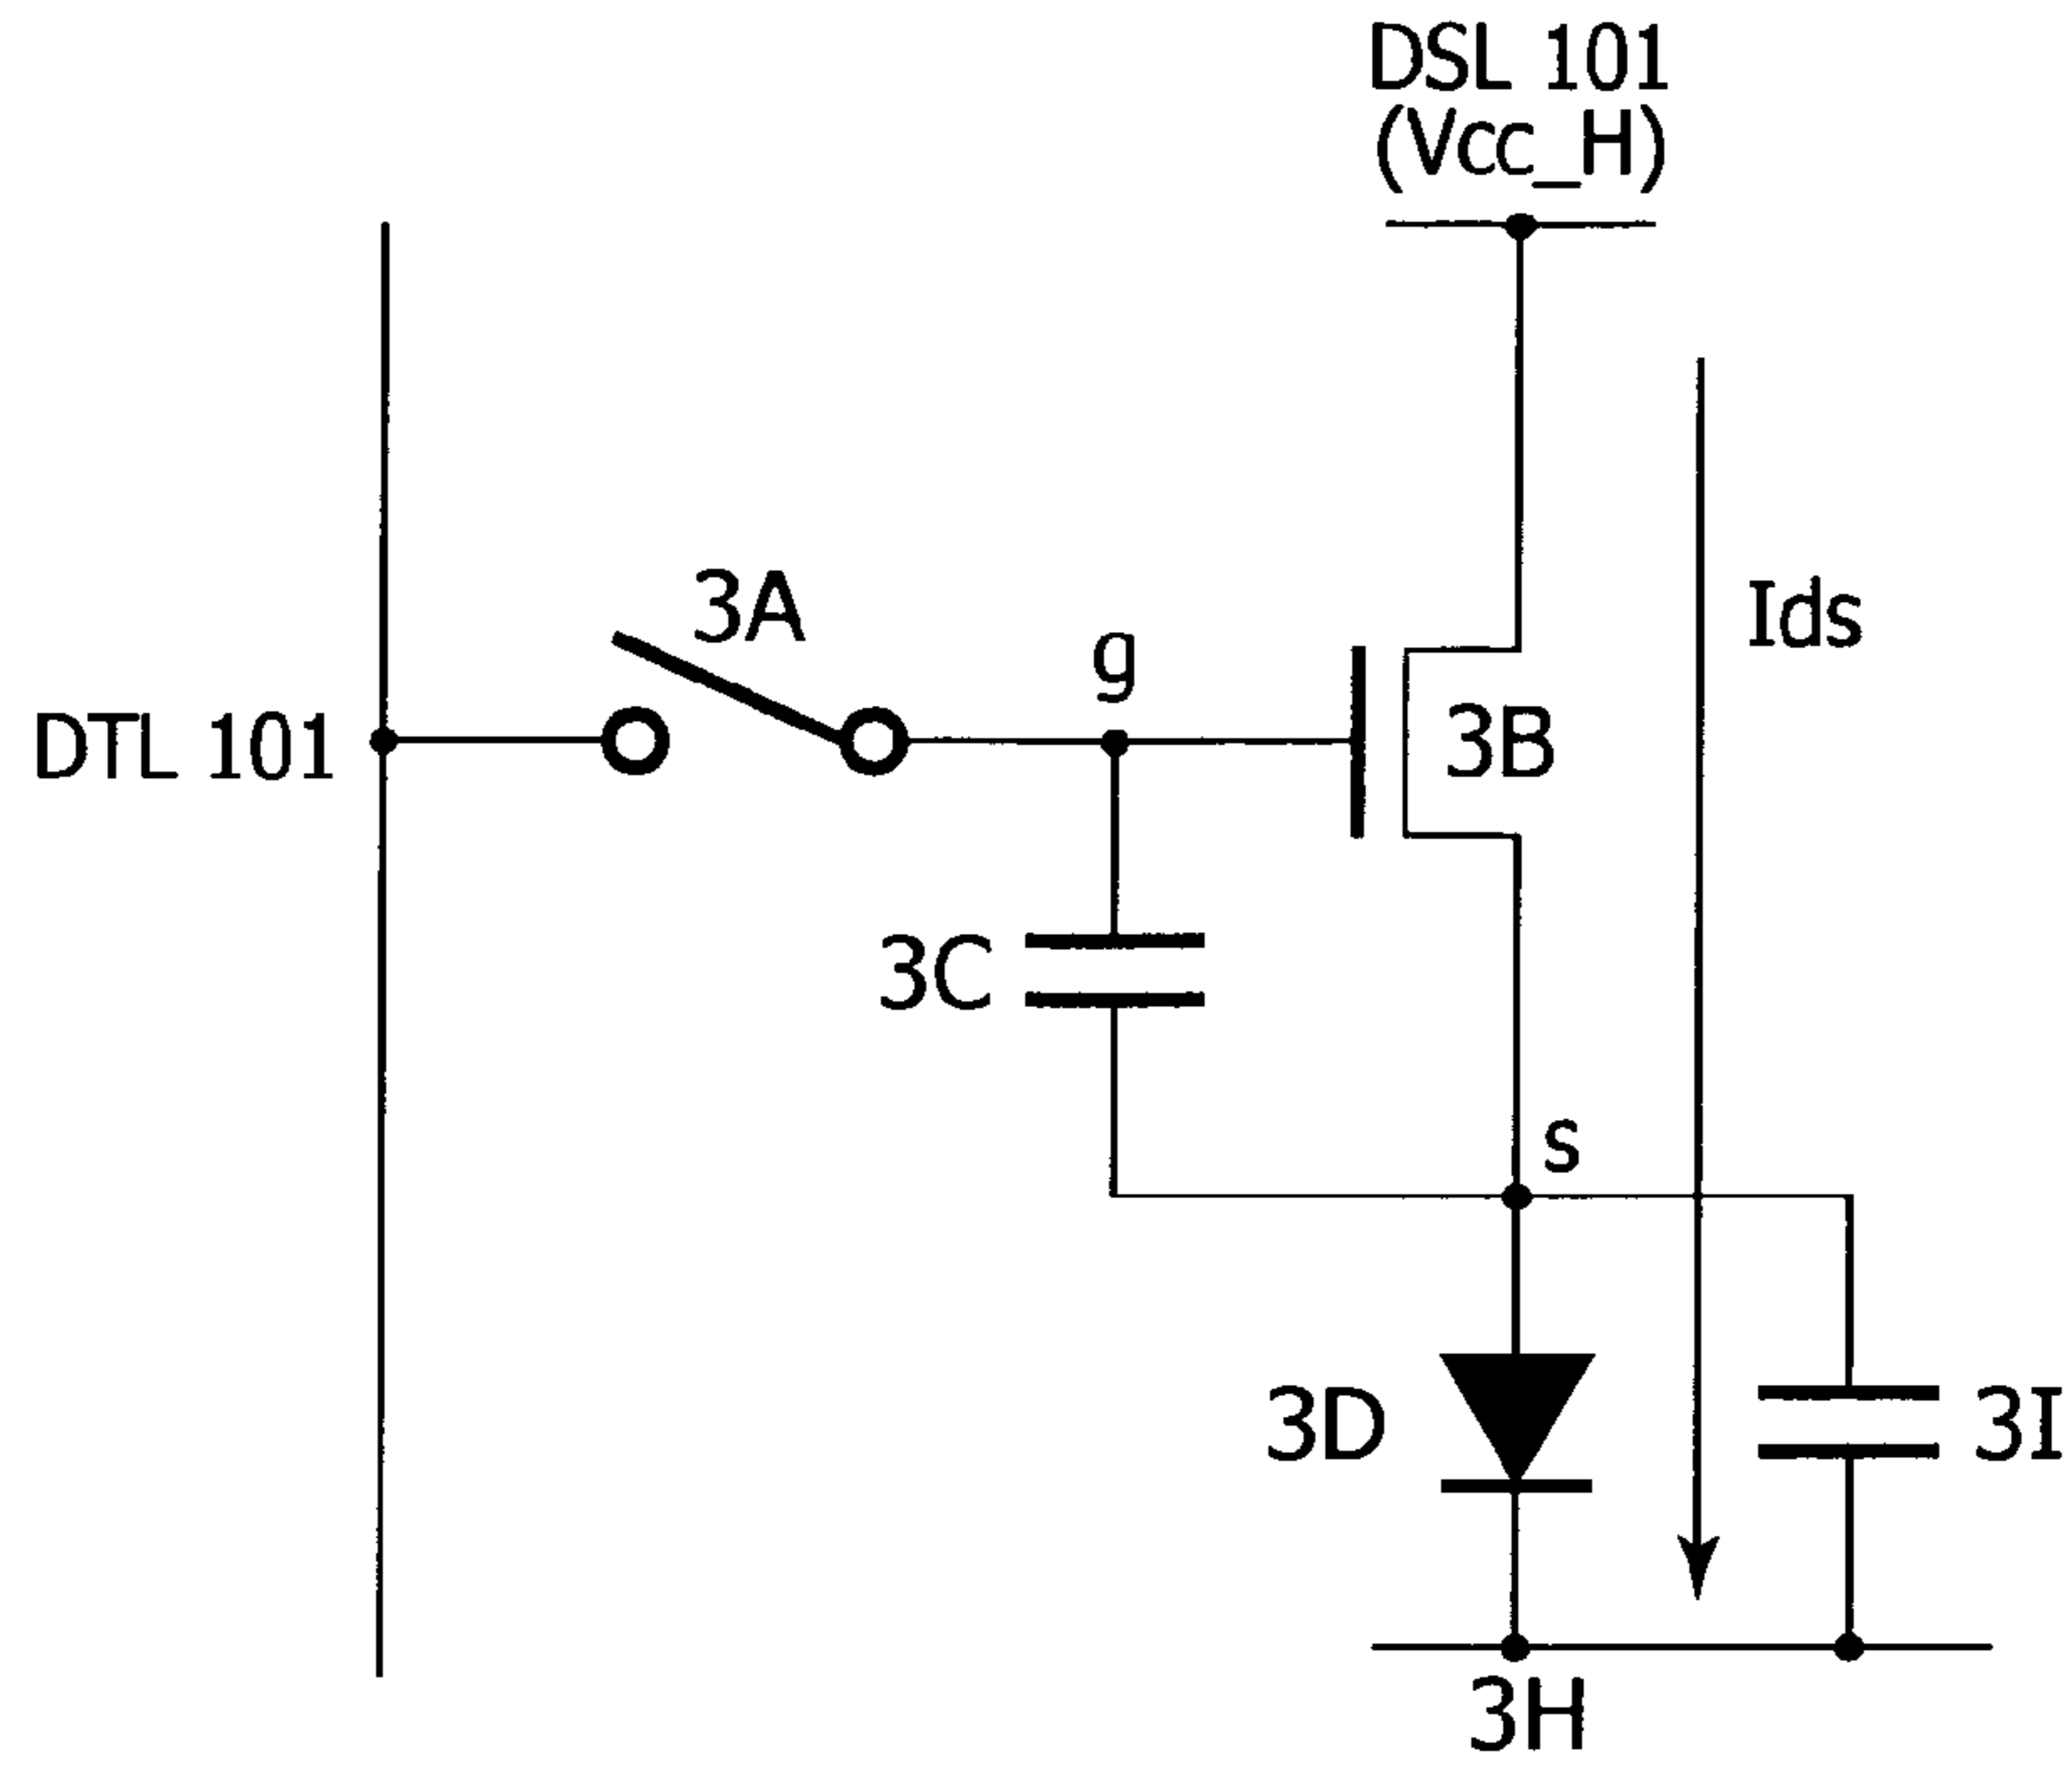 DSL 101
(Vcc_H)
3A
g
Ids
DTL 101
3B
3C
s
3D
3I
3H